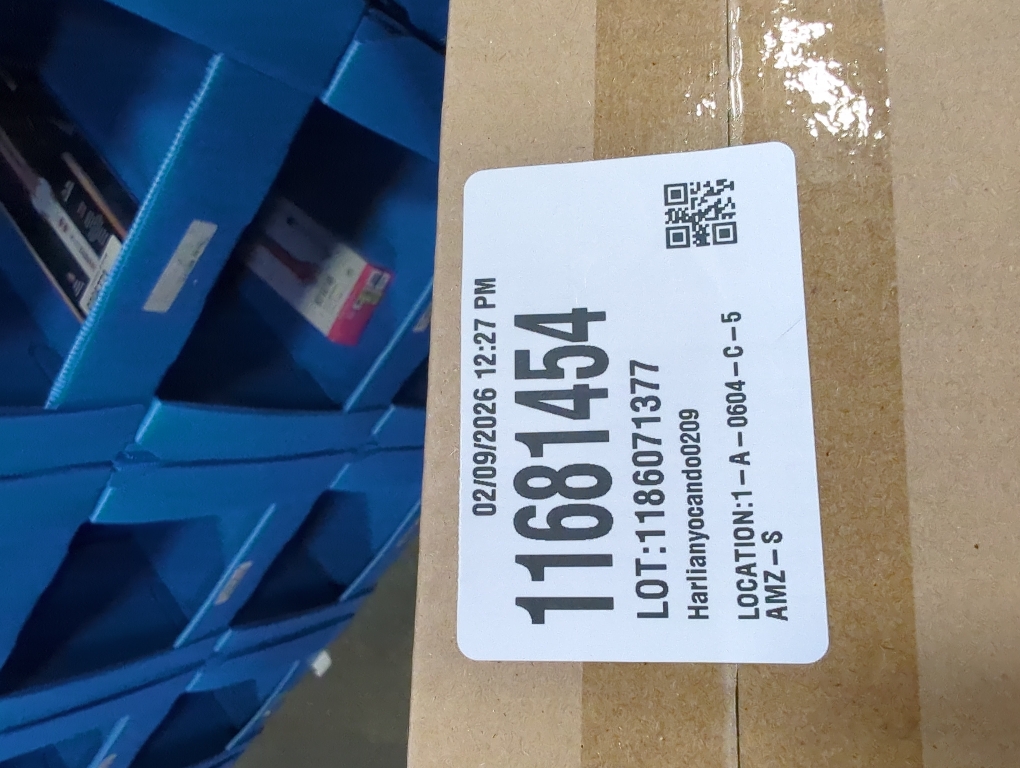 02/09/2026 12:27 PM
11681454
LOT:1186071377
Harlianyocando0209
LOCATION:1-A-0604-C-5
AMZ-S